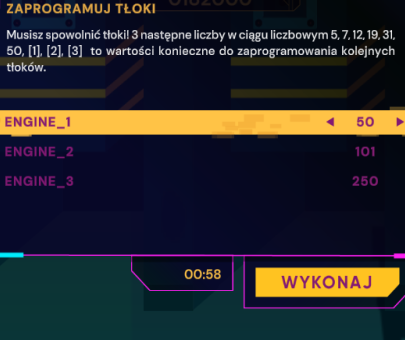 ZAPROGRAMUJ TŁOKI
Musisz spowolnić tłoki! 3 następne liczby w ciągu liczbowym 5, 7, 12, 19, 31,
50, [1], [2], [3] to wartości konieczne do zaprogramowania kolejnych
tłoków.
ENGINE_1 50
ENGINE_2 101
ENGINE_3 250
00:58
WYKONAJ